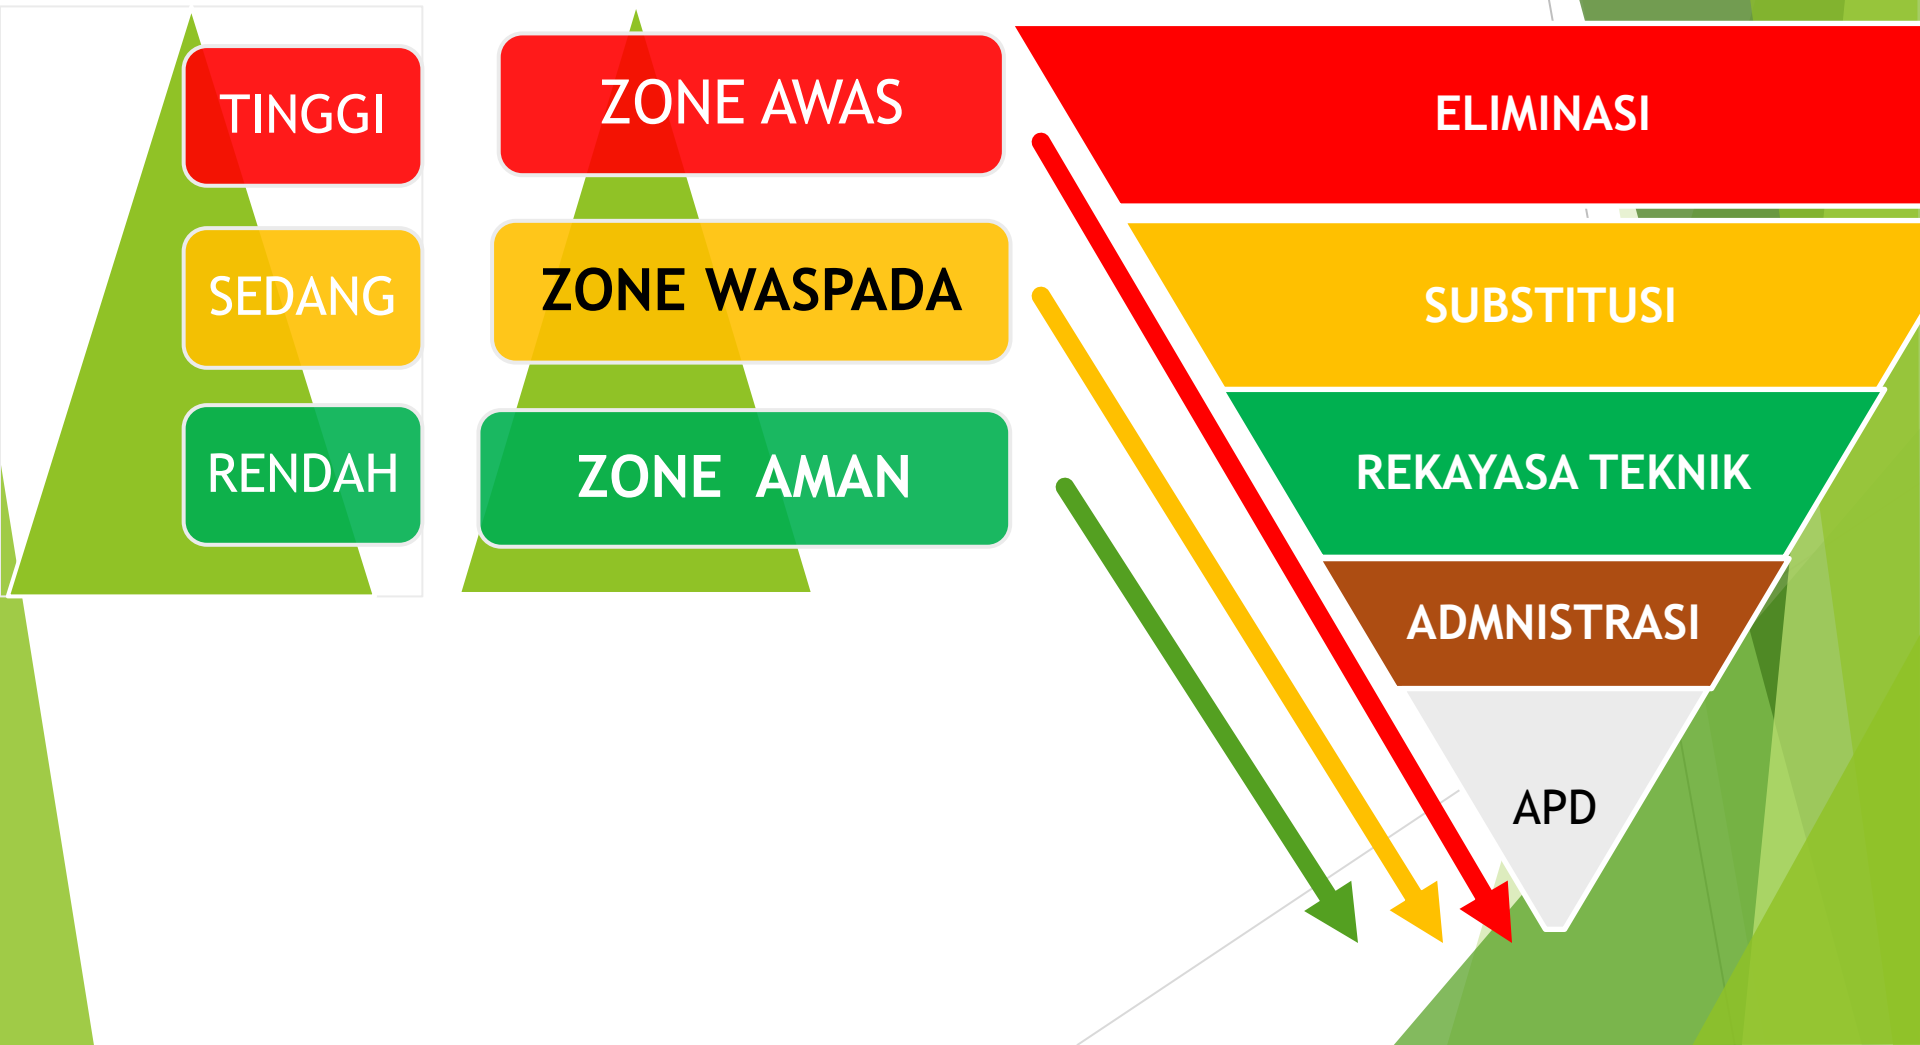 TINGGI
SEDANG
RENDAH
ZONE AWAS
ZONE WASPADA
ZONE AMAN
ELIMINASI
SUBSTITUSI
REKAYASA TEKNIK
ADMNISTRASI
APD